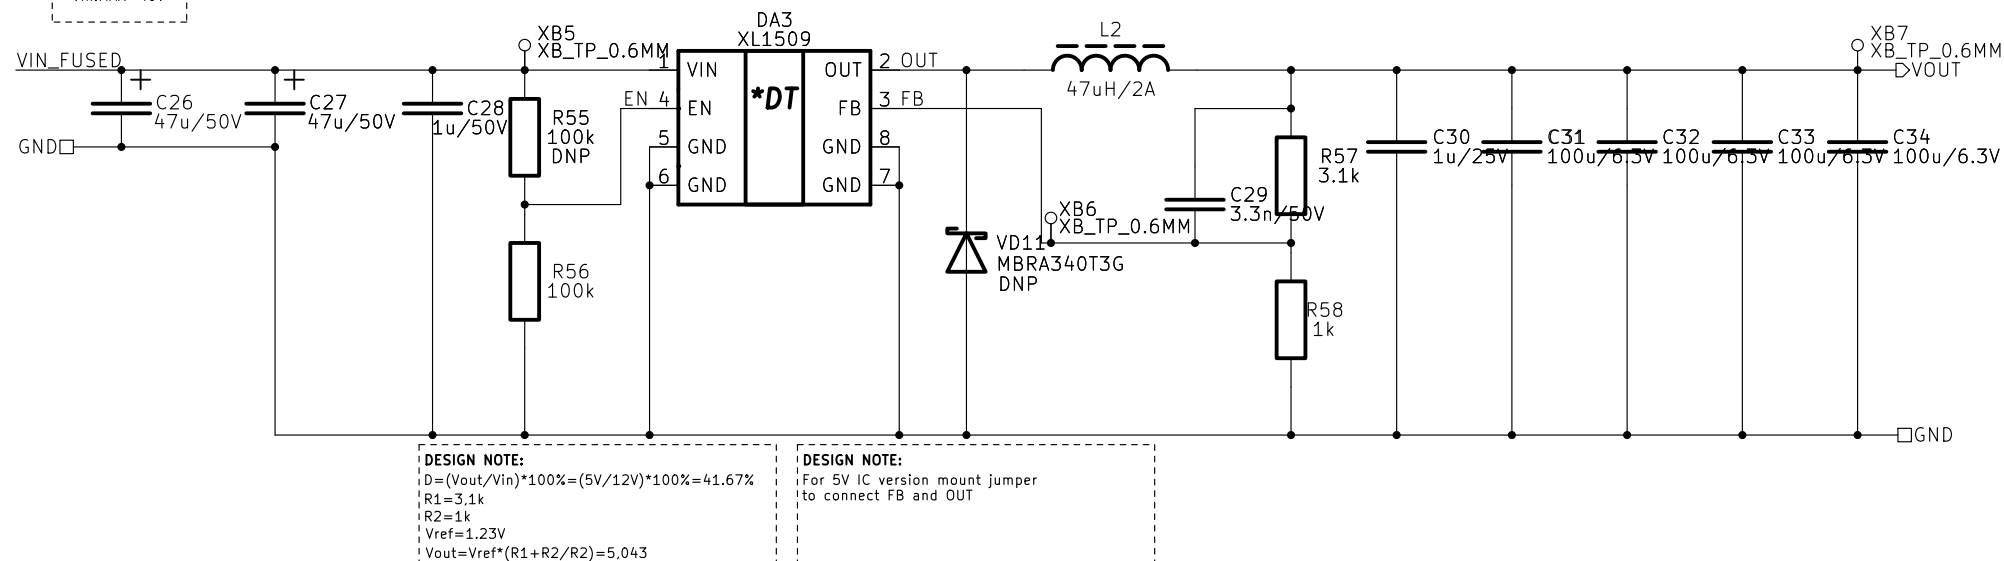 VIN_FUSED
C26
47u/50V
GND
C27
47u/50V
C28
1u/50V
XB5
XB_TP_0.6MM
R55
100k
DNP
R56
100k
DA3
XL1509
1 VIN
EN 4 EN
5 GND
6 GND
*DT
OUT 2 OUT
FB 3 FB
GND 8
GND 7
L2
47uH/2A
VD11
MBRA340T3G
DNP
XB6
XB_TP_0.6MM
C29
3.3n/50V
R57
3.1k
R58
1k
C30
1u/25V
C31
100u/6.3V
C32
100u/6.3V
C33
100u/6.3V
C34
100u/6.3V
XB7
XB_TP_0.6MM
VOUT
GND
DESIGN NOTE:
D=(Vout/Vin)*100%=(5V/12V)*100%=41.67%
R1=3,1k
R2=1k
Vref=1.23V
Vout=Vref*(R1+R2/R2)=5,043
DESIGN NOTE:
For 5V IC version mount jumper
to connect FB and OUT